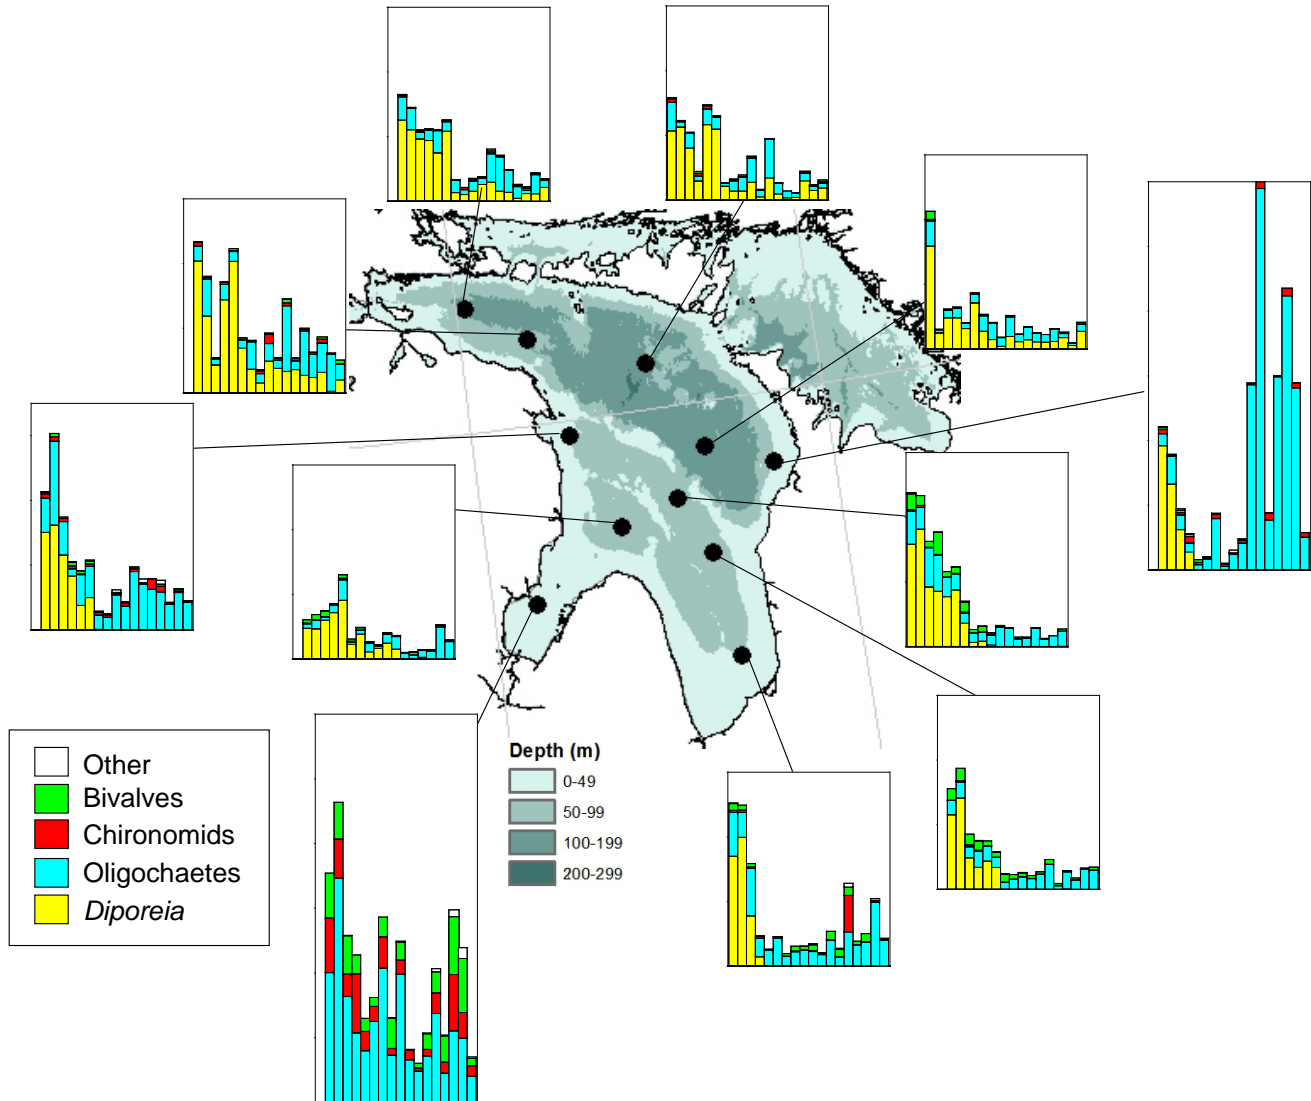 Other
Bivalves
Chironomids
Oligochaetes
Diporeia
Depth (m)
0-49
50-99
100-199
200-299